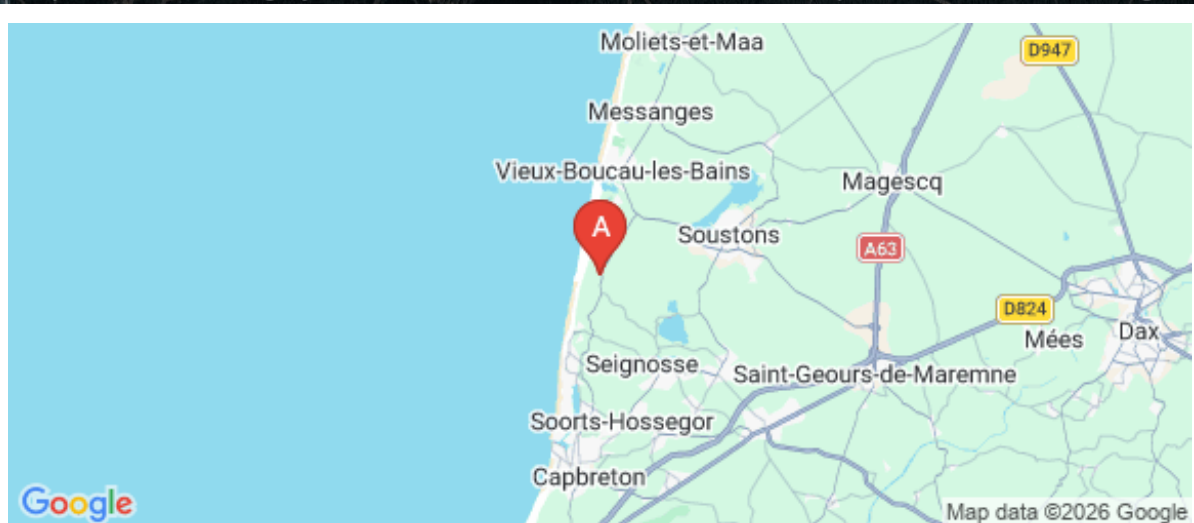 Moliets-et-Maa
D947
Messanges
Vieux-Boucau-les-Bains
Magescq
A
Soustons
A63
D824
Mées
Dax
Seignosse
Saint-Geours-de-Maremne
Soorts-Hossegor
Capbreton
Google
Map data ©2026 Google